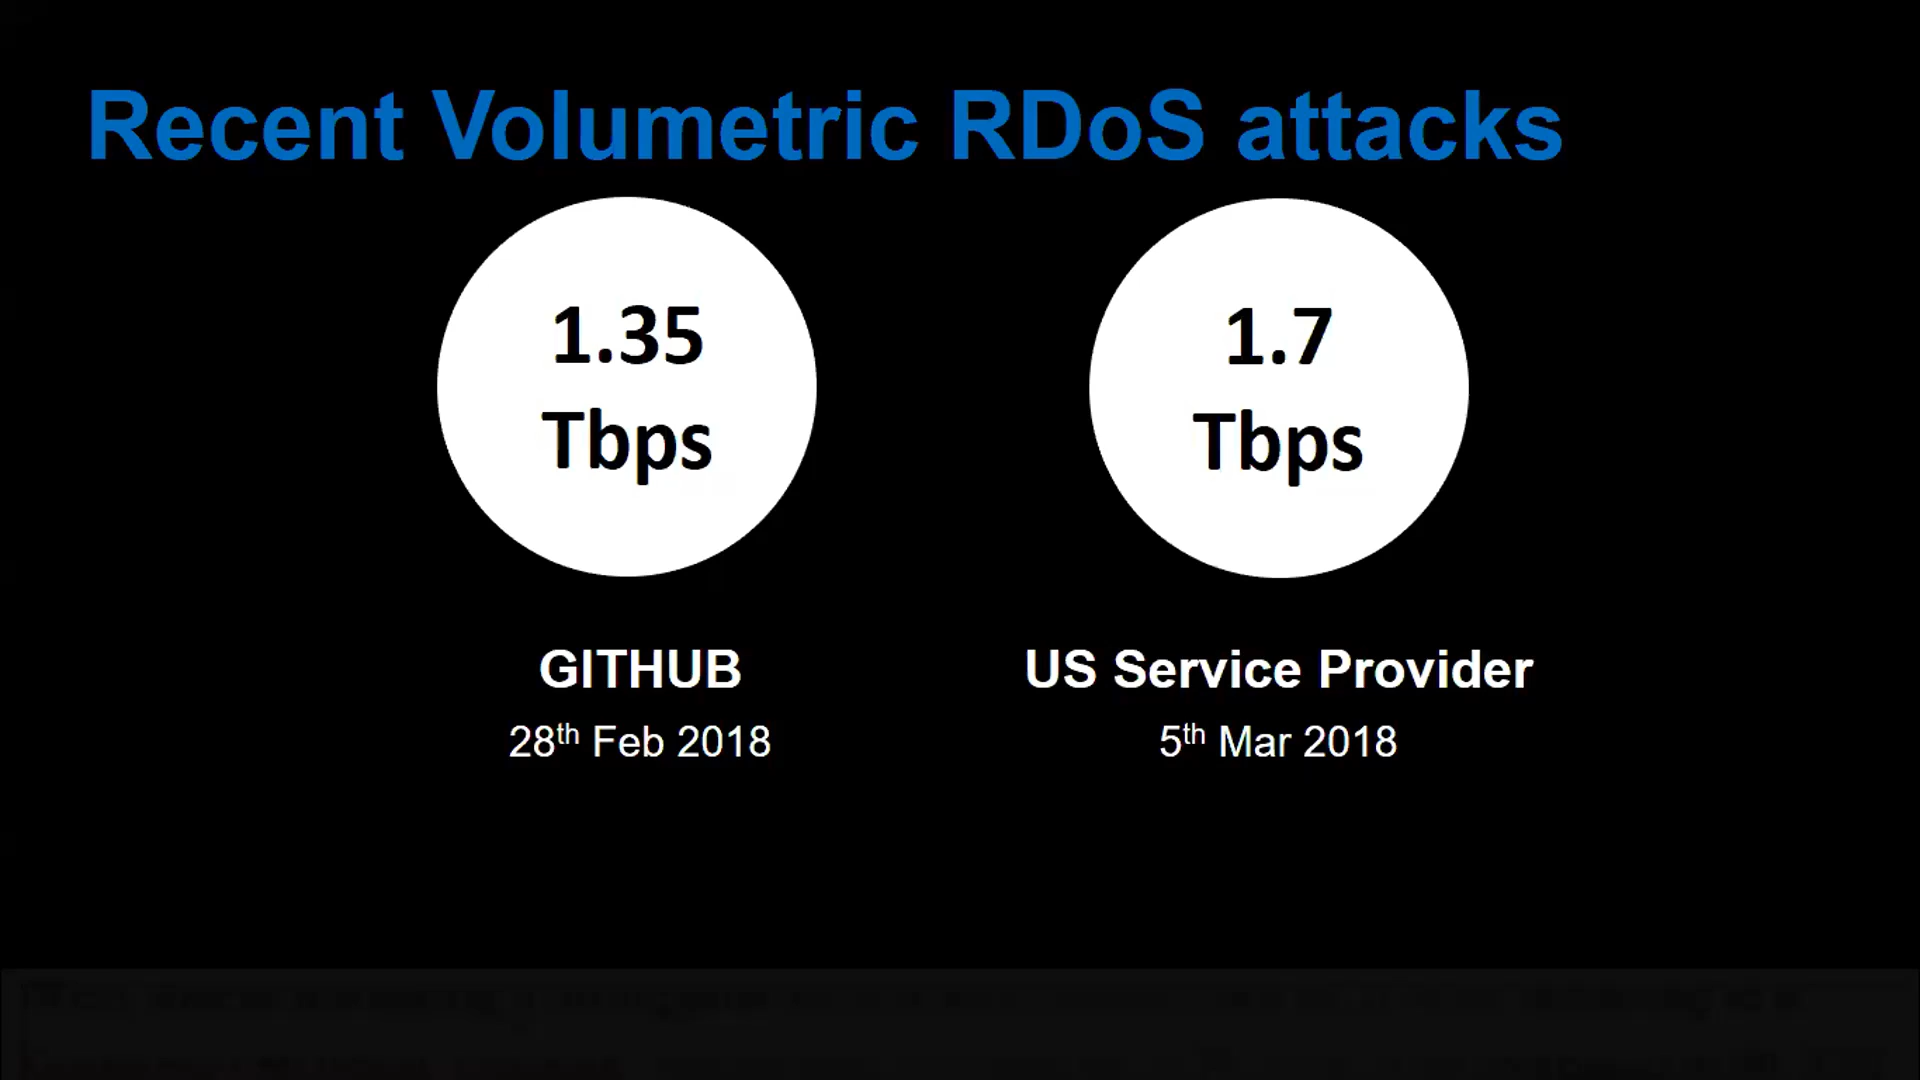 Recent Volumetric RDoS attacks
1.35
Tbps
GITHUB
28th Feb 2018
1.7
Tbps
US Service Provider
5th Mar 2018